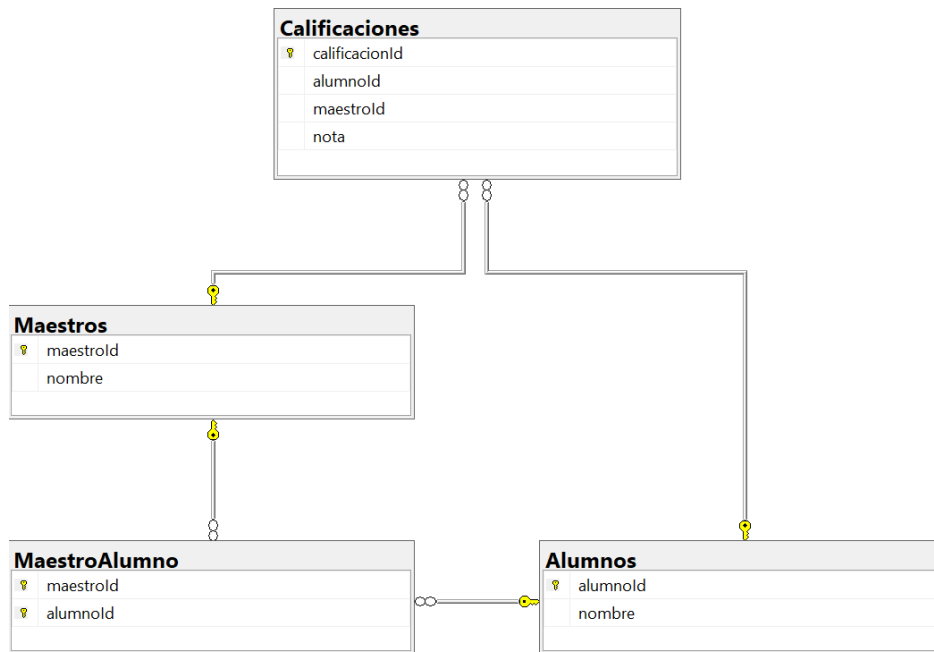 Calificaciones
calificacionId
alumnoId
maestroId
nota
Maestros
maestroId
nombre
MaestroAlumno
maestroId
alumnoId
Alumnos
alumnoId
nombre